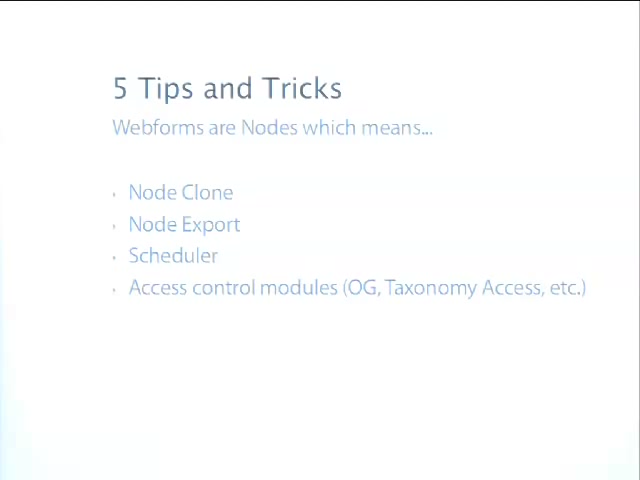 5 Tips and Tricks
Webforms are Nodes which means...
Node Clone
Node Export
Scheduler
Access control modules (OG, Taxonomy Access, etc.)